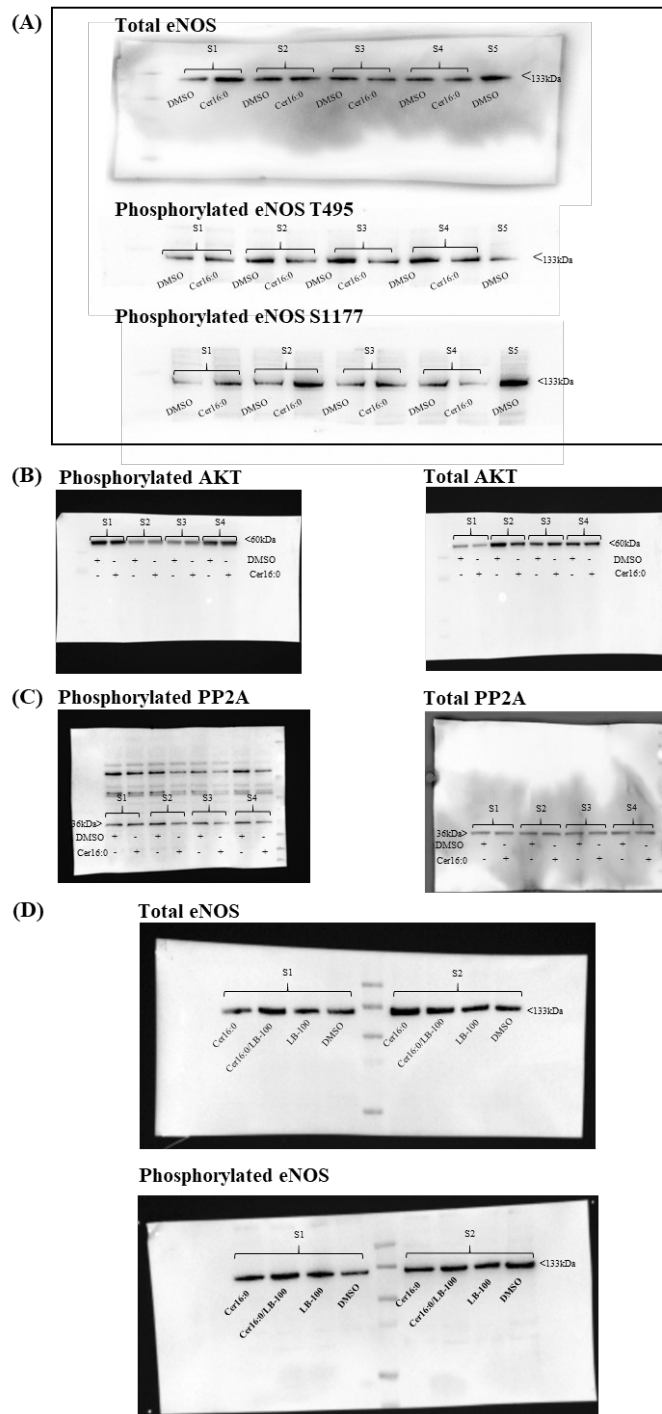 (A)
Total eNOS
S1 S2 S3 S4 S5
<133kDa
DMSO Cer16:0 DMSO Cer16:0 DMSO Cer16:0 DMSO Cer16:0 DMSO
Phosphorylated eNOS T495
S1 S2 S3 S4 S5
<133kDa
DMSO Cer16:0 DMSO Cer16:0 DMSO Cer16:0 DMSO Cer16:0 DMSO
Phosphorylated eNOS S1177
S1 S2 S3 S4 S5
<133kDa
DMSO Cer16:0 DMSO Cer16:0 DMSO Cer16:0 DMSO Cer16:0 DMSO
(B) Phosphorylated AKT
S1 S2 S3 S4
<60kDa
+ - + - + - + - DMSO
- + - + - + - + Cer16:0
Total AKT
S1 S2 S3 S4
<60kDa
+ - + - + - + - DMSO
- + - + - + - + Cer16:0
(C) Phosphorylated PP2A
S1 S2 S3 S4
36kDa>
DMSO + - + - + - + -
Cer16:0 - + - + - + - +
Total PP2A
S1 S2 S3 S4
36kDa>
DMSO + - + - + - + -
Cer16:0 - + - + - + - +
(D)
Total eNOS
S1 S2
<133kDa
Cer16:0 Cer16:0/LB-100 LB-100 DMSO Cer16:0 Cer16:0/LB-100 LB-100 DMSO
Phosphorylated eNOS
S1 S2
<133kDa
Cer16:0 Cer16:0/LB-100 LB-100 DMSO Cer16:0 Cer16:0/LB-100 LB-100 DMSO